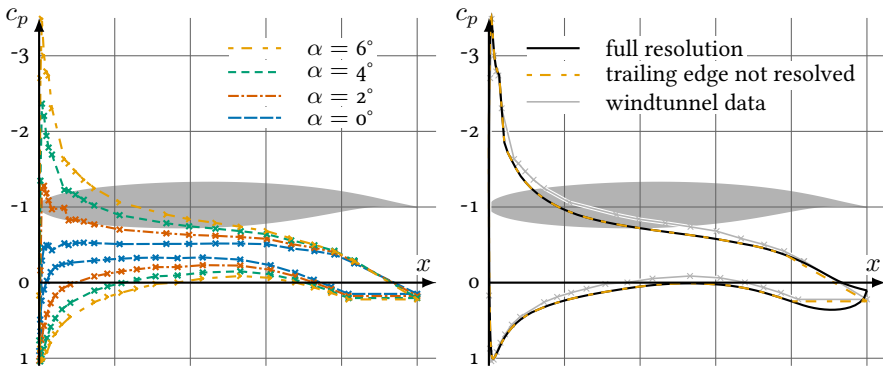 c_p
-3
-2
-1
0
1
x
α = 6°
α = 4°
α = 2°
α = 0°
c_p
-3
-2
-1
0
1
x
full resolution
trailing edge not resolved
windtunnel data